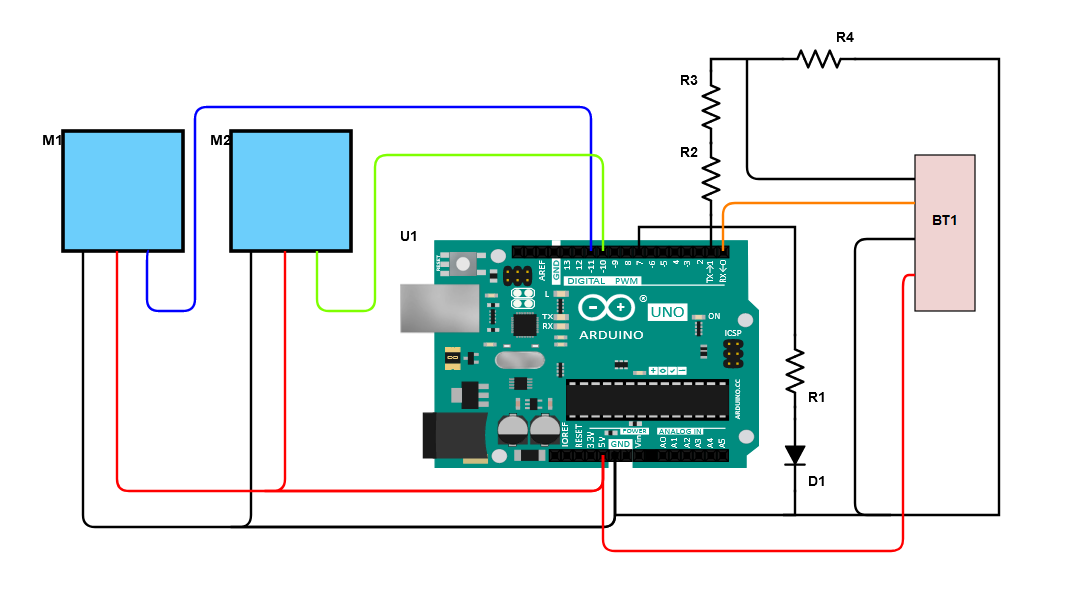 R4
R3
M1
M2
R2
BT1
U1
RESET
AREF
GND
13
12
~11
~10
~9
8
7
~6
~5
4
~3
2
TX→1
RX←0
DIGITAL PWM
L
TX
RX
®
UNO
ON
ARDUINO
ICSP
R1
ARDUINO.CC
IOREF
RESET
3.3V
5V
GND
Vin
POWER
ANALOG IN
A0
A1
A2
A3
A4
A5
D1